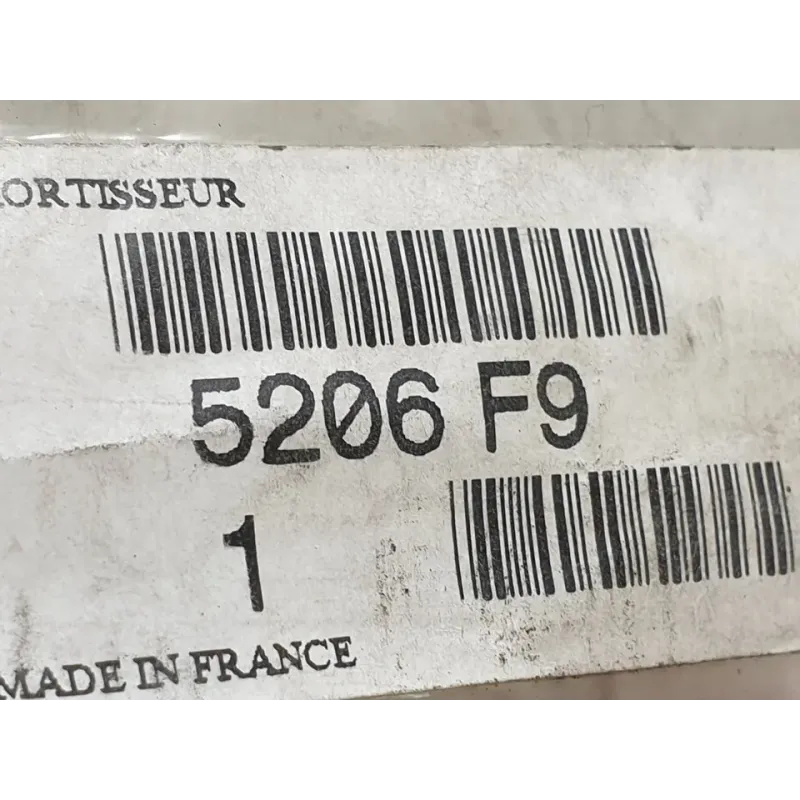 ORTISSEUR
5206 F9
1
MADE IN FRANCE